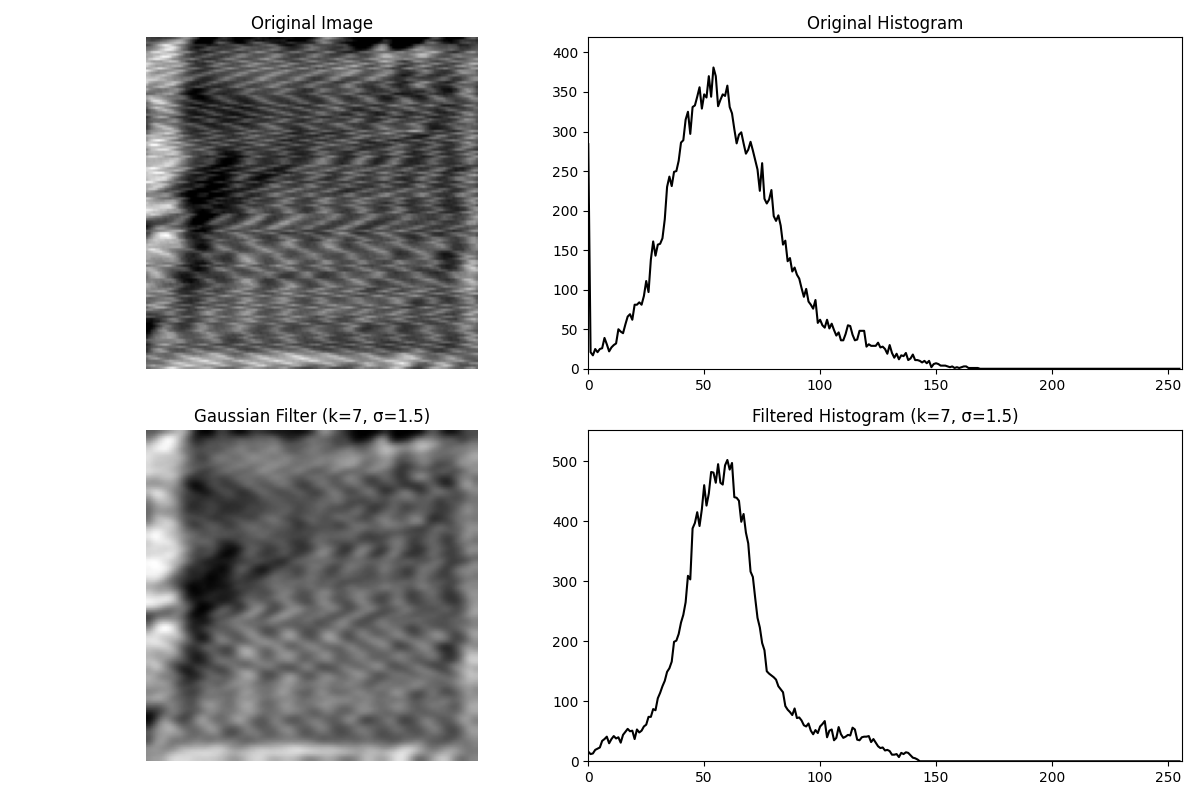 Original Image
Original Histogram
400
350
300
250
200
150
100
50
0
0 50 100 150 200 250
Gaussian Filter (k=7, σ=1.5)
Filtered Histogram (k=7, σ=1.5)
500
400
300
200
100
0
0 50 100 150 200 250